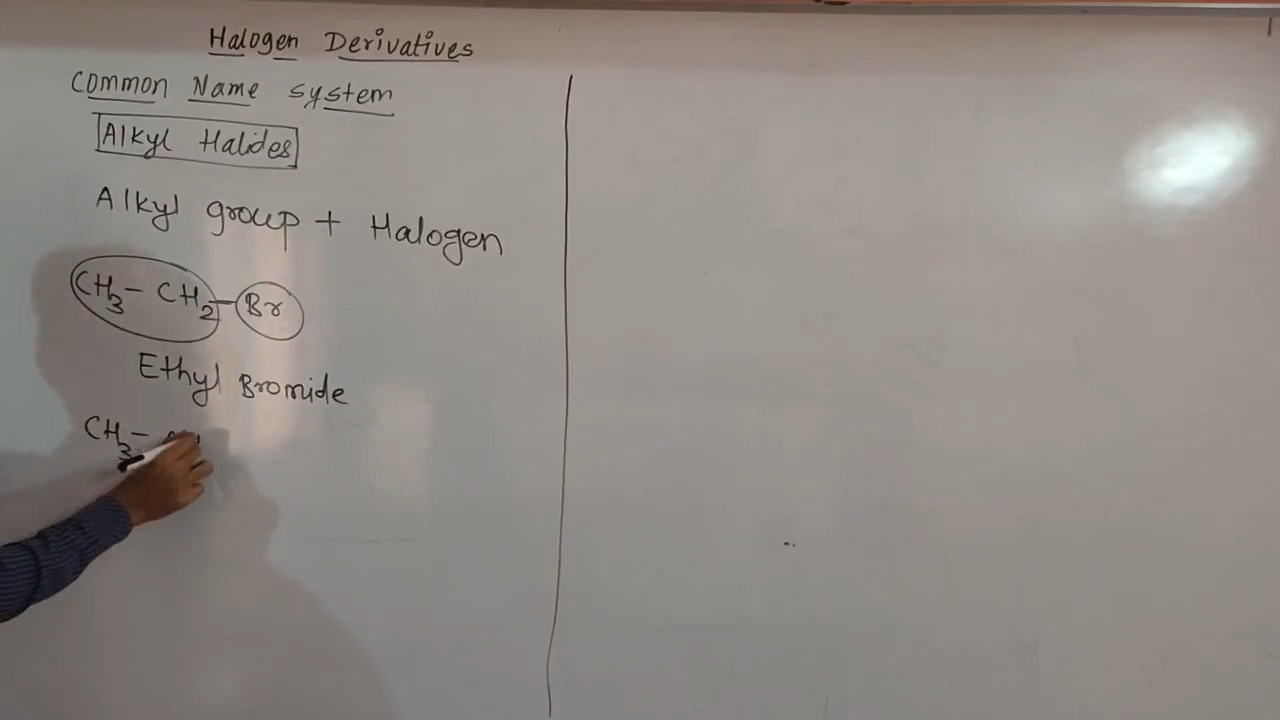 Halogen Derivatives
Common Name system
Alkyl Halides
Alkyl group + Halogen
CH3 - CH2 - Br
Ethyl Bromide
CH3 -